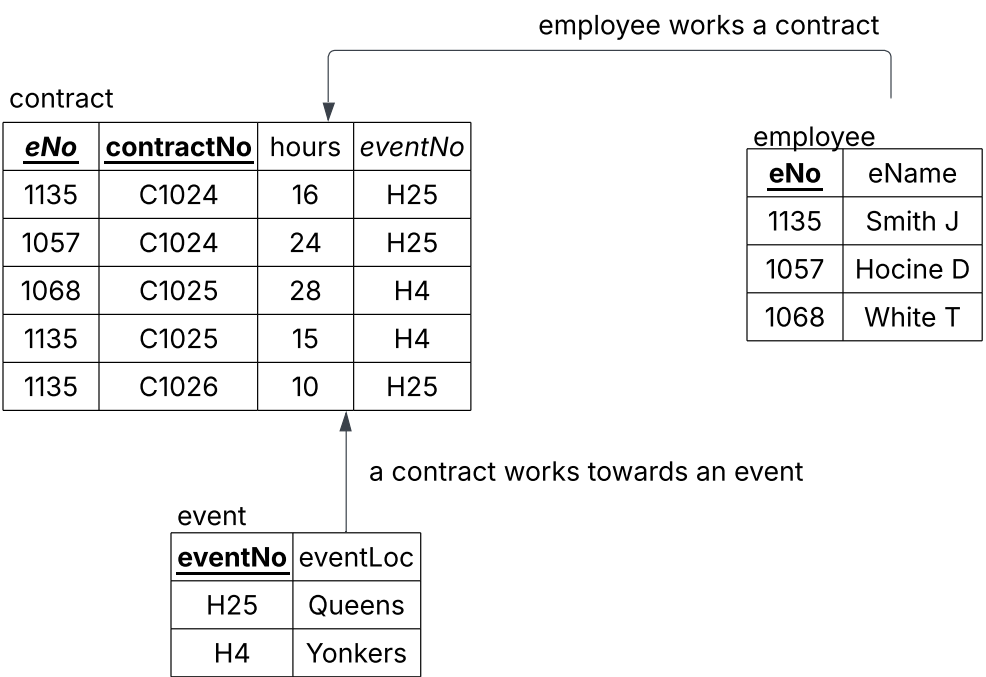 employee works a contract
contract
eNo contractNo hours eventNo
1135 C1024 16 H25
1057 C1024 24 H25
1068 C1025 28 H4
1135 C1025 15 H4
1135 C1026 10 H25
employee
eNo eName
1135 Smith J
1057 Hocine D
1068 White T
a contract works towards an event
event
eventNo eventLoc
H25 Queens
H4 Yonkers